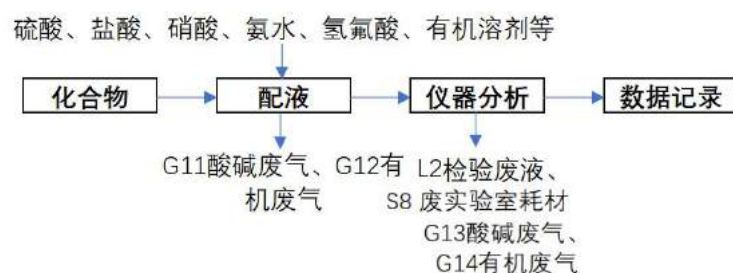 硫酸、盐酸、硝酸、氨水、氢氟酸、有机溶剂等
化合物
配液
仪器分析
数据记录
G11酸碱废气、G12有
机废气
L2检验废液、
S8 废实验室耗材
G13酸碱废气、
G14有机废气